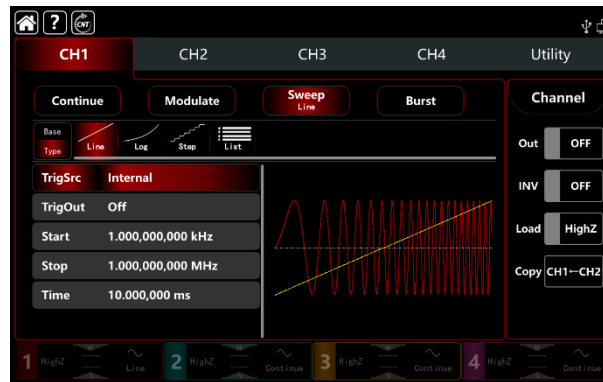 ? CNT
CH1 CH2 CH3 CH4 Utility
Continue Modulate Sweep Burst Channel
Line
Base
Type Line Log Step List
Out OFF
TrigSrc Internal
INV OFF
TrigOut Off
Start 1.000,000,000 kHz
Load HighZ
Stop 1.000,000,000 MHz
Copy CH1←CH2
Time 10.000,000 ms
1 HighZ Line 2 HighZ Continue 3 HighZ Continue 4 HighZ Continue